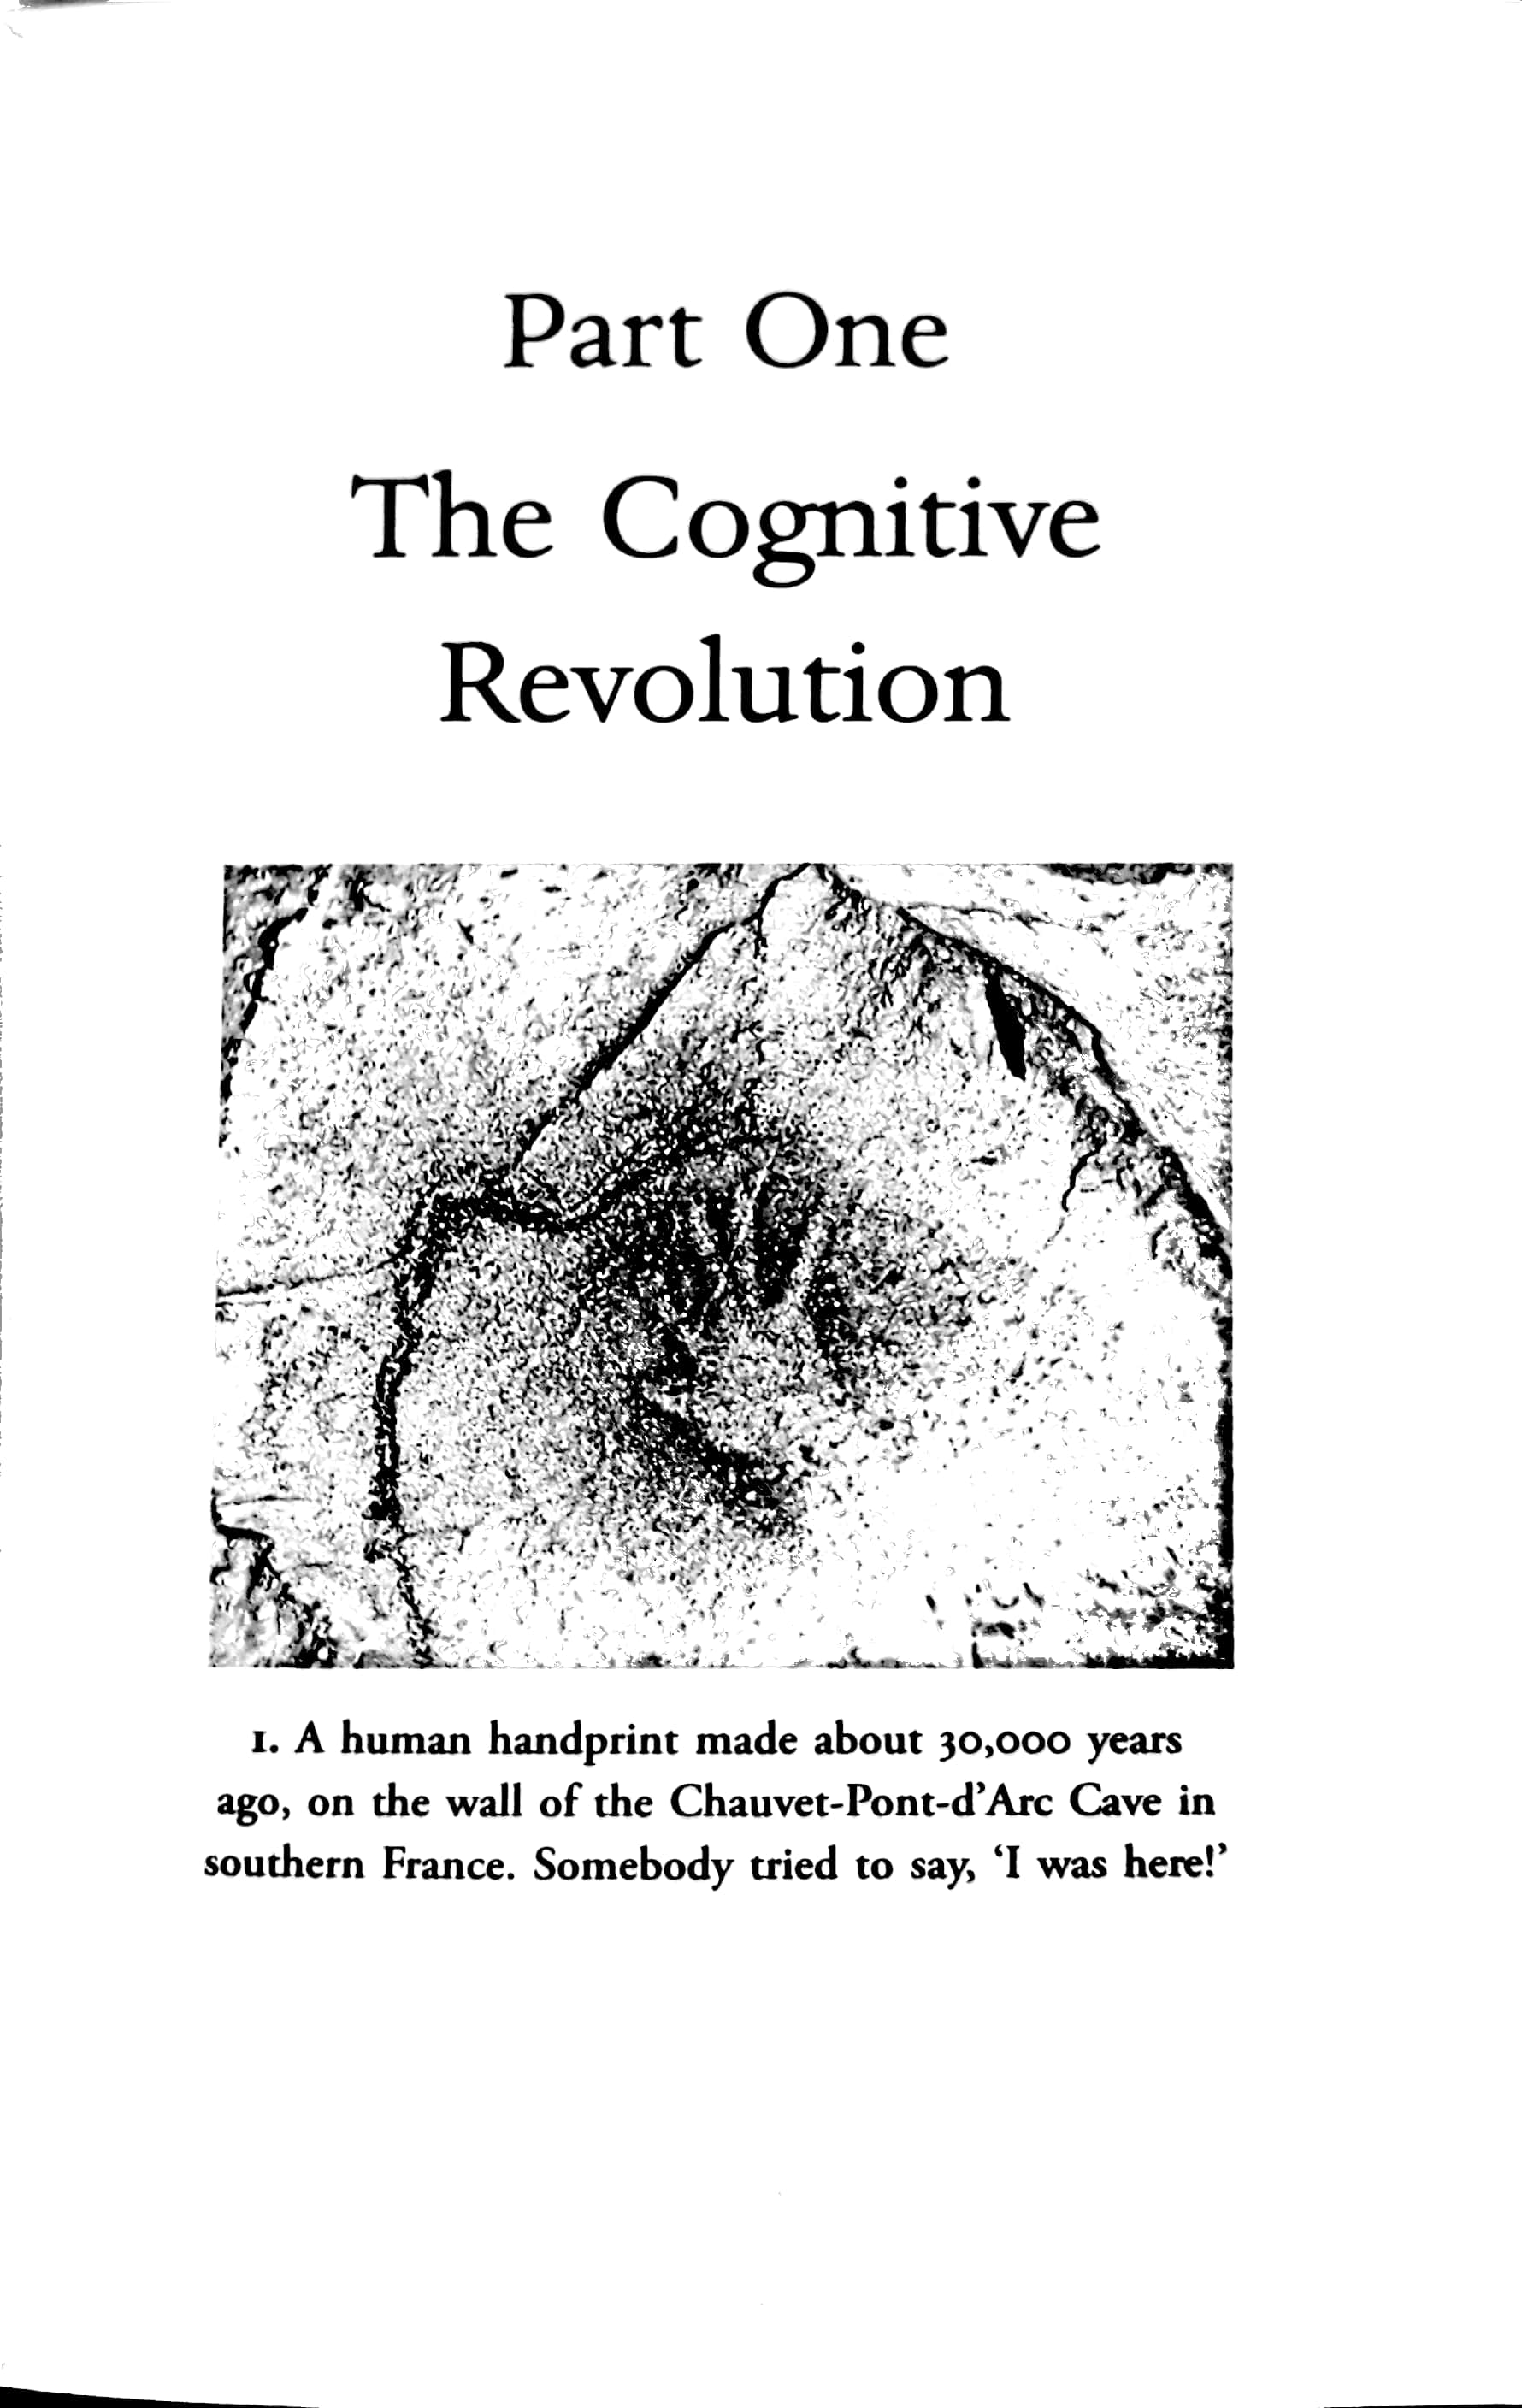 Part One
The Cognitive
Revolution
1. A human handprint made about 30,000 years
ago, on the wall of the Chauvet-Pont-d’Arc Cave in
southern France. Somebody tried to say, ‘I was here!’